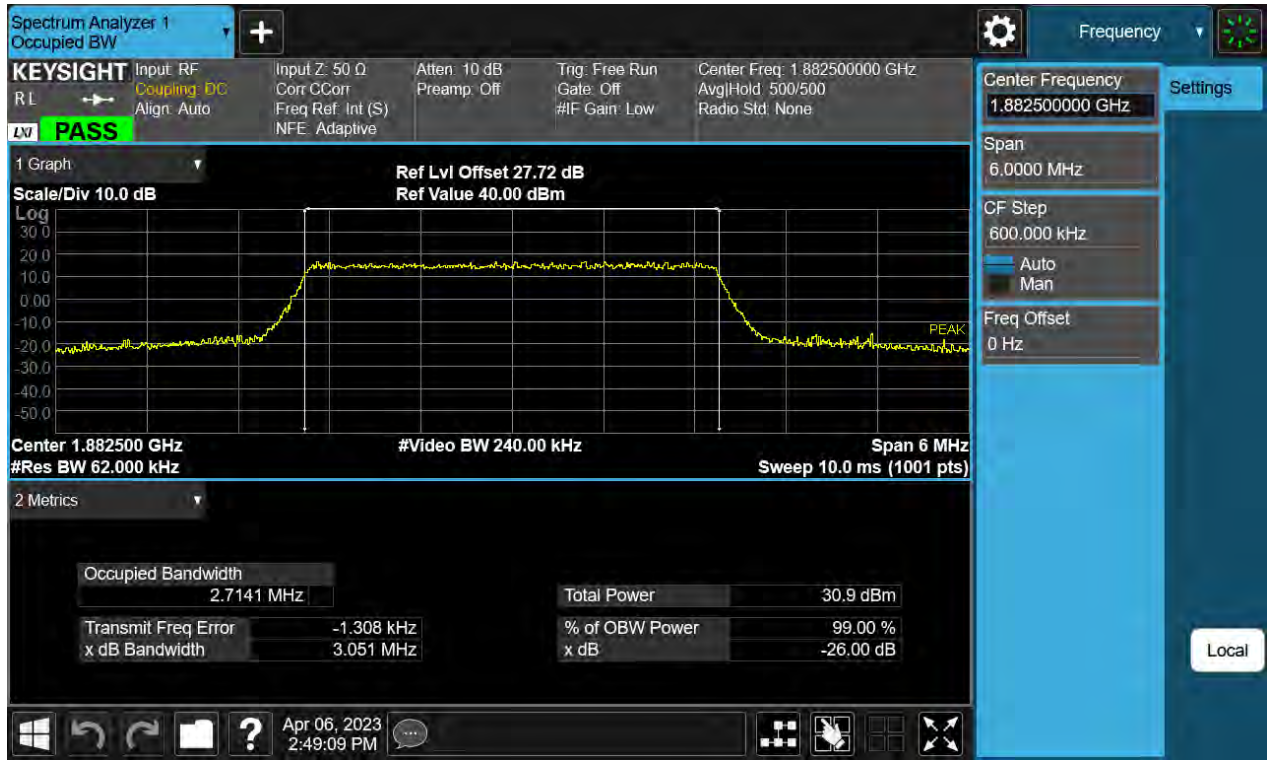 Spectrum Analyzer 1
Occupied BW
Frequency
KEYSIGHT
RL
LXI
PASS
Input: RF
Coupling: DC
Align: Auto
Input Z: 50 Ω
Corr CCorr
Freq Ref: Int (S)
NFE: Adaptive
Atten: 10 dB
Preamp: Off
Trig: Free Run
Gate: Off
#IF Gain: Low
Center Freq: 1.882500000 GHz
Avg|Hold: 500/500
Radio Std: None
Center Frequency
1.882500000 GHz
Settings
Span
6.0000 MHz
CF Step
600.000 kHz
Auto
Man
Freq Offset
0 Hz
1 Graph
Scale/Div 10.0 dB
Ref Lvl Offset 27.72 dB
Ref Value 40.00 dBm
Log
30.0
20.0
10.0
0.00
-10.0
-20.0
-30.0
-40.0
-50.0
PEAK
Center 1.882500 GHz
#Video BW 240.00 kHz
Span 6 MHz
#Res BW 62.000 kHz
Sweep 10.0 ms (1001 pts)
2 Metrics
Occupied Bandwidth
2.7141 MHz
Total Power 30.9 dBm
Transmit Freq Error -1.308 kHz
% of OBW Power 99.00 %
x dB Bandwidth 3.051 MHz
x dB -26.00 dB
Local
?
Apr 06, 2023
2:49:09 PM